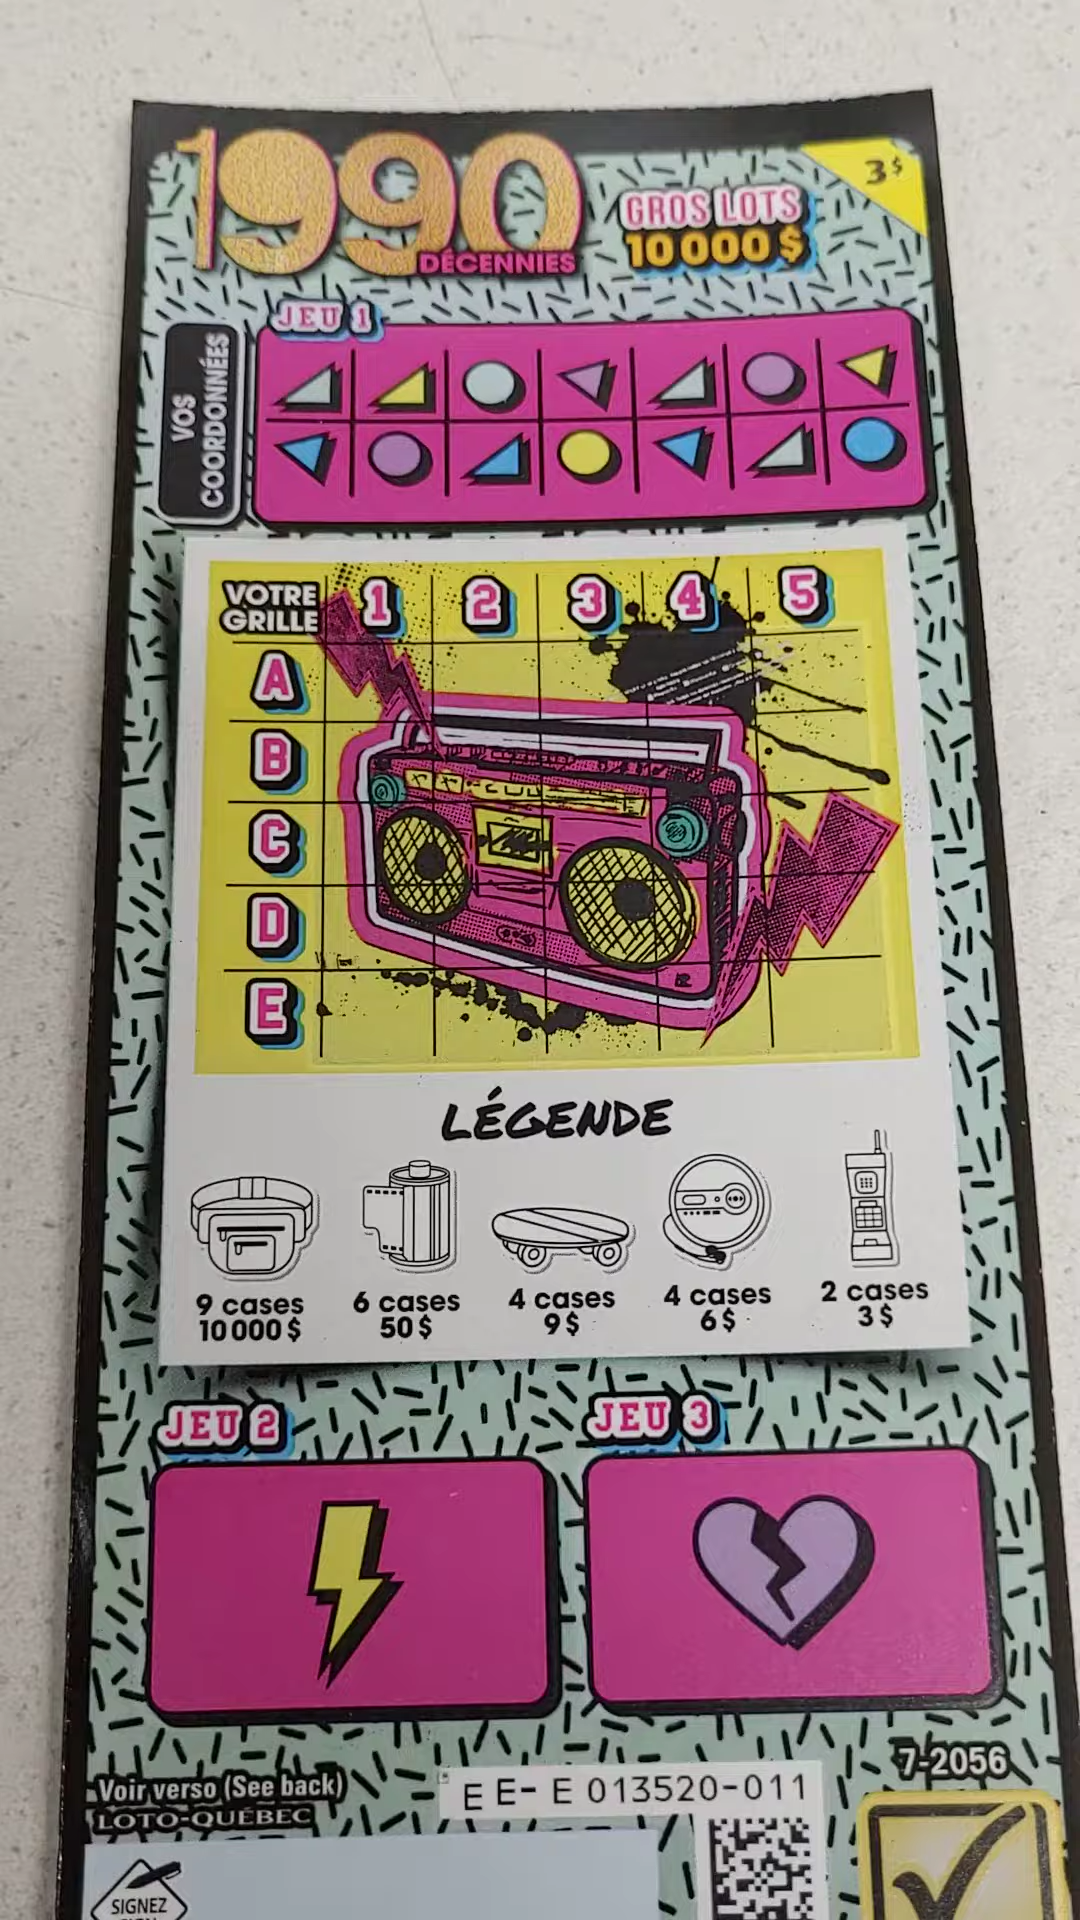 1990
DÉCENNIES
GROS LOTS
10 000 $
3 $
JEU 1
VOS
COORDONNÉES
VOTRE
GRILLE
1 2 3 4 5
A
B
C
D
E
LÉGENDE
9 cases
10 000 $
6 cases
50 $
4 cases
9 $
4 cases
6 $
2 cases
3 $
JEU 2
JEU 3
7-2056
Voir verso (See back)
LOTO-QUÉBEC
E E- E 013520-011
SIGNEZ